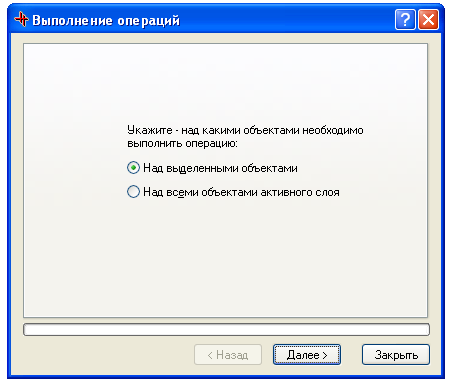 Выполнение операций
Укажите - над какими объектами необходимо
выполнить операцию:
Над выделенными объектами
Над всеми объектами активного слоя
< Назад
Далее >
Закрыть